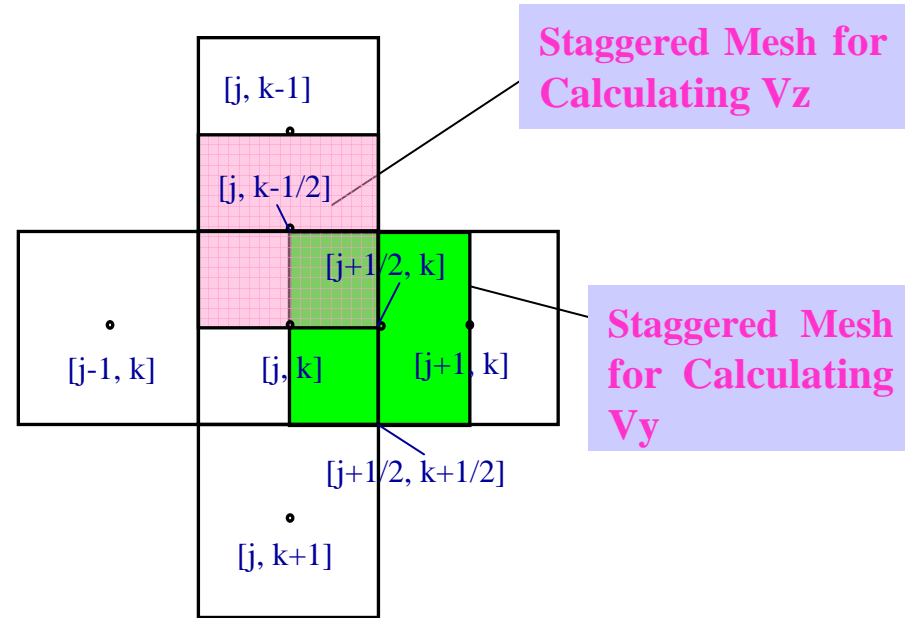 Staggered Mesh for
Calculating Vz
[j, k-1]
[j, k-1/2]
[j+1/2, k]
Staggered Mesh
for Calculating
Vy
[j-1, k]
[j, k]
[j+1, k]
[j+1/2, k+1/2]
[j, k+1]